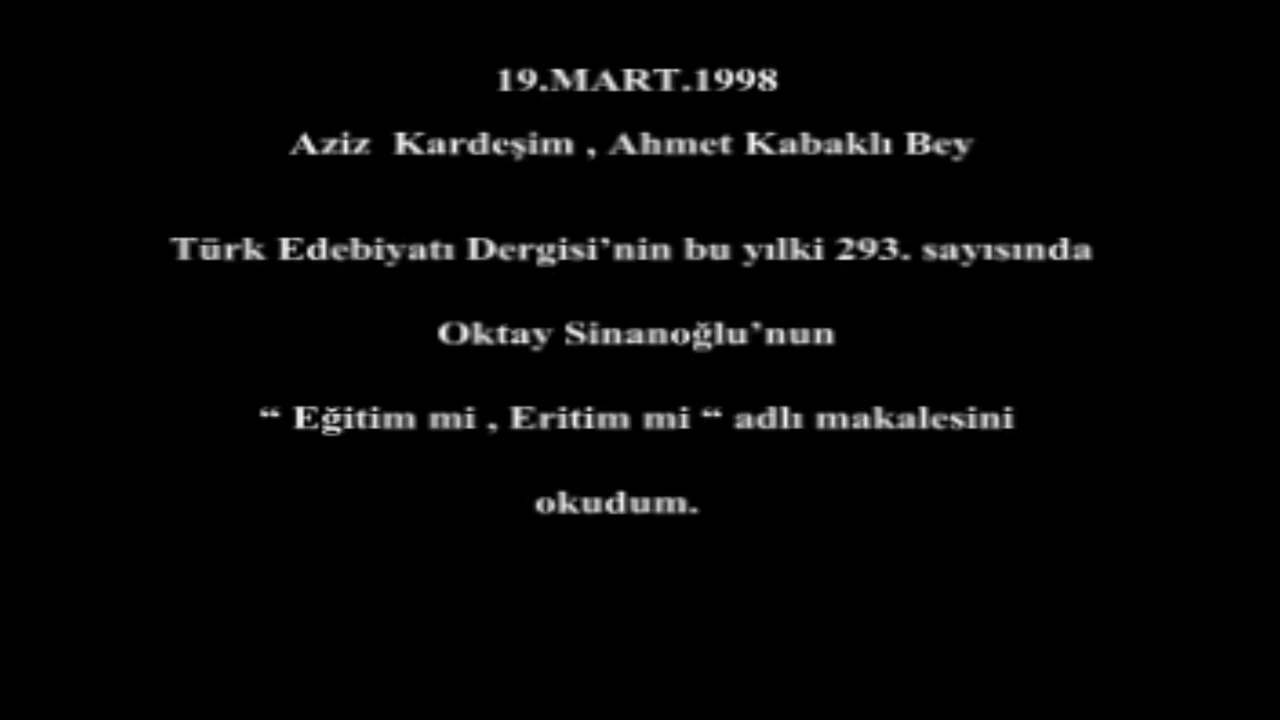 19.MART.1998
Aziz Kardeşim , Ahmet Kabaklı Bey
Türk Edebiyatı Dergisi’nin bu yılki 293. sayısında
Oktay Sinanoğlu’nun
“ Eğitim mi , Eritim mi “ adlı makalesini
okudum.